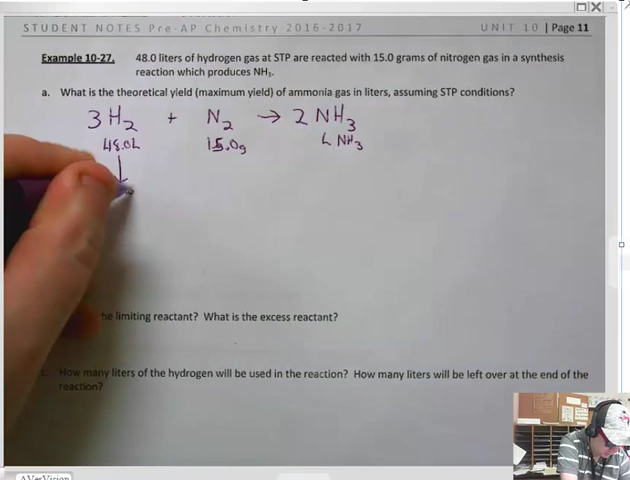 STUDENT NOTES Pre-AP Chemistry 2016-2017 UNIT 10 | Page 11
Example 10-27. 48.0 liters of hydrogen gas at STP are reacted with 15.0 grams of nitrogen gas in a synthesis
reaction which produces NH₃.
a. What is the theoretical yield (maximum yield) of ammonia gas in liters, assuming STP conditions?
3H₂ + N₂ → 2 NH₃
48.0L 15.0g L NH₃
he limiting reactant? What is the excess reactant?
How many liters of the hydrogen will be used in the reaction? How many liters will be left over at the end of the
reaction?
AVerVision